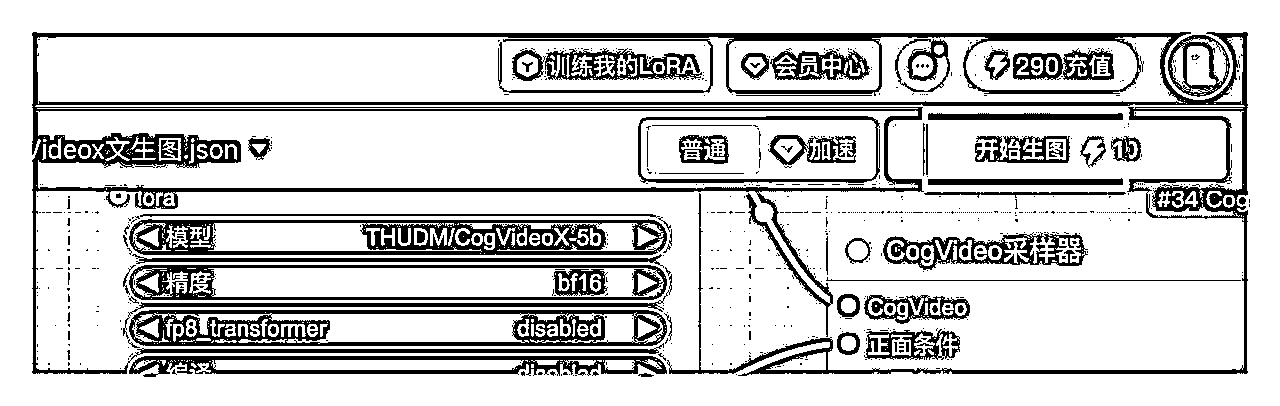 训练我的LoRA 会员中心 290 充值
Videox文生图.json 普通 加速 开始生图 10
lora #34 Cog
模型 THUDM/CogVideoX-5b
CogVideo采样器
精度 bf16
CogVideo
fp8_transformer disabled
正面条件
编译 disabled